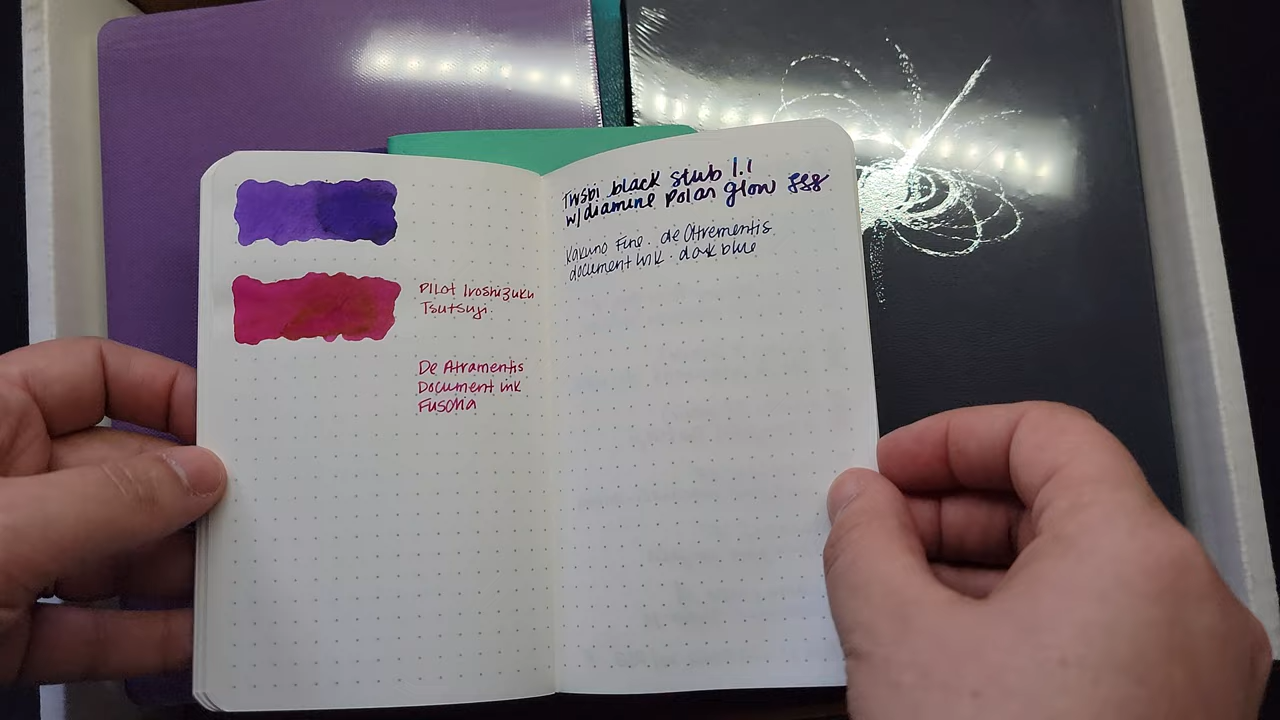 Pilot Iroshizuku
Tsutsuji.
De Atramentis
Document ink
Fuschia
TWSBI black Stub 1.1
w/diamine Polar glow 888
Kakuno Fine. de Atrementis
document ink. dark blue